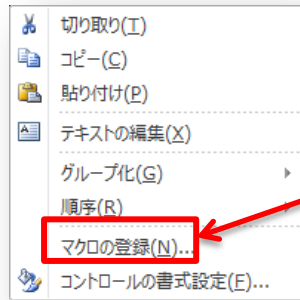 切り取り(T)
コピー(C)
貼り付け(P)
テキストの編集(X)
グループ化(G)
順序(R)
マクロの登録(N)...
コントロールの書式設定(F)...